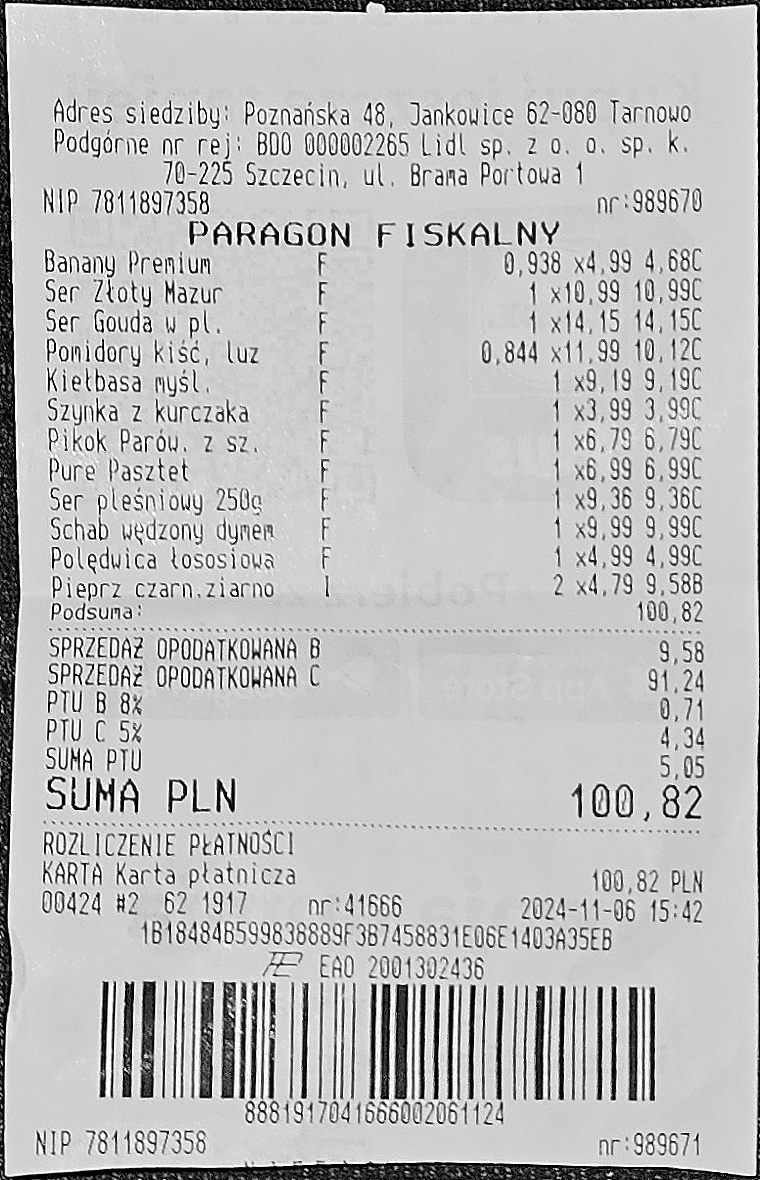 Adres siedziby: Poznańska 48, Jankowice 62-080 Tarnowo
Podgórne nr rej: BDO 000002265 Lidl sp. z o. o. sp. k.
70-225 Szczecin, ul. Brama Portowa 1
NIP 7811897358 nr:989670
PARAGON FISKALNY
Banany Premium F 0,938 x4,99 4,68C
Ser Złoty Mazur F 1 x10,99 10,99C
Ser Gouda w pl. F 1 x14,15 14,15C
Pomidory kiść, luz F 0,844 x11,99 10,12C
Kiełbasa myśl. F 1 x9,19 9,19C
Szynka z kurczaka F 1 x3,99 3,99C
Pikok Parów. z sz. F 1 x6,79 6,79C
Pure Pasztet F 1 x6,99 6,99C
Ser pleśniowy 250g F 1 x9,36 9,36C
Schab wędzony dymem F 1 x9,99 9,99C
Polędwica łososiowa F 1 x4,99 4,99C
Pieprz czarn.ziarno I 2 x4,79 9,58B
Podsuma: 100,82
SPRZEDAŻ OPODATKOWANA B 9,58
SPRZEDAŻ OPODATKOWANA C 91,24
PTU B 8% 0,71
PTU C 5% 4,34
SUMA PTU 5,05
SUMA PLN 100,82
ROZLICZENIE PŁATNOŚCI
KARTA Karta płatnicza 100,82 PLN
00424 #2 62 1917 nr:41666 2024-11-06 15:42
1B18484B599838889F3B7458831E06E1403A35EB
EAO 2001302436
8881917041666002061124
NIP 7811897358 nr:989671